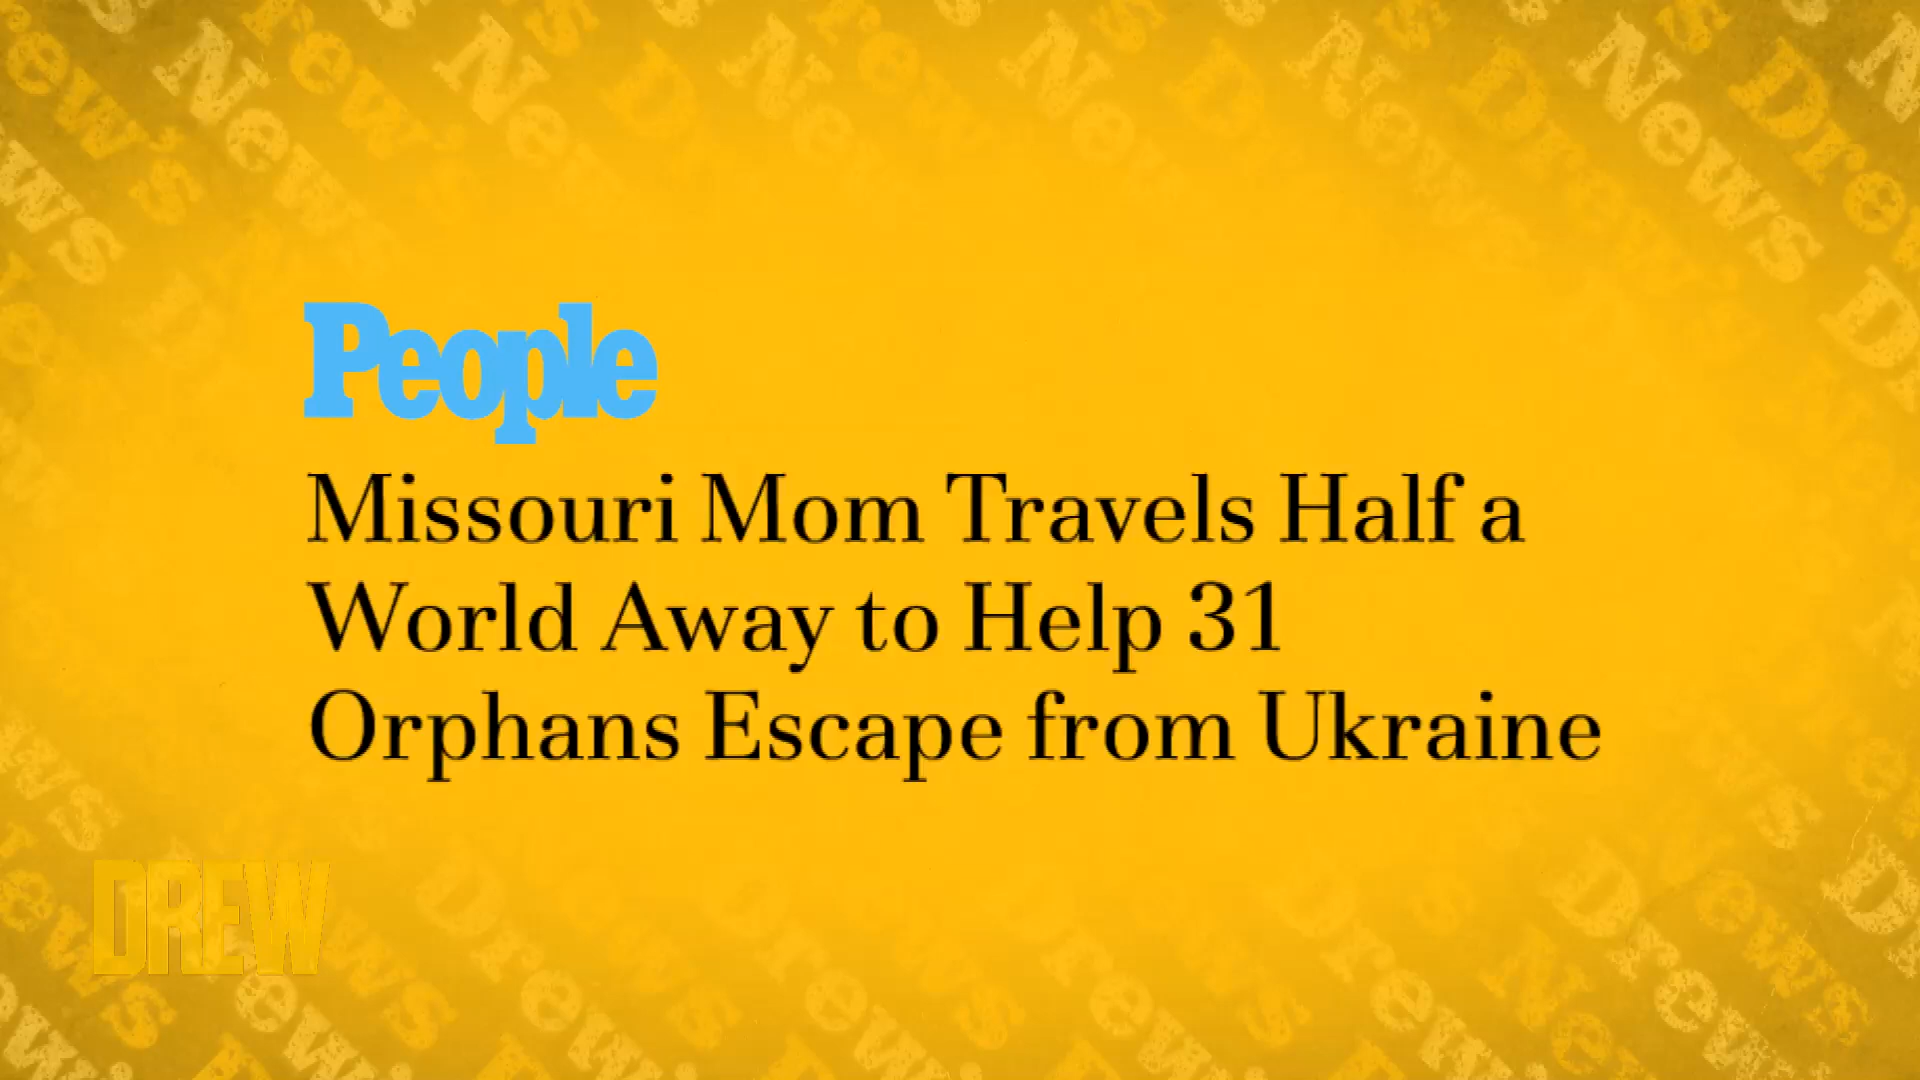 People
Missouri Mom Travels Half a
World Away to Help 31
Orphans Escape from Ukraine
DREW